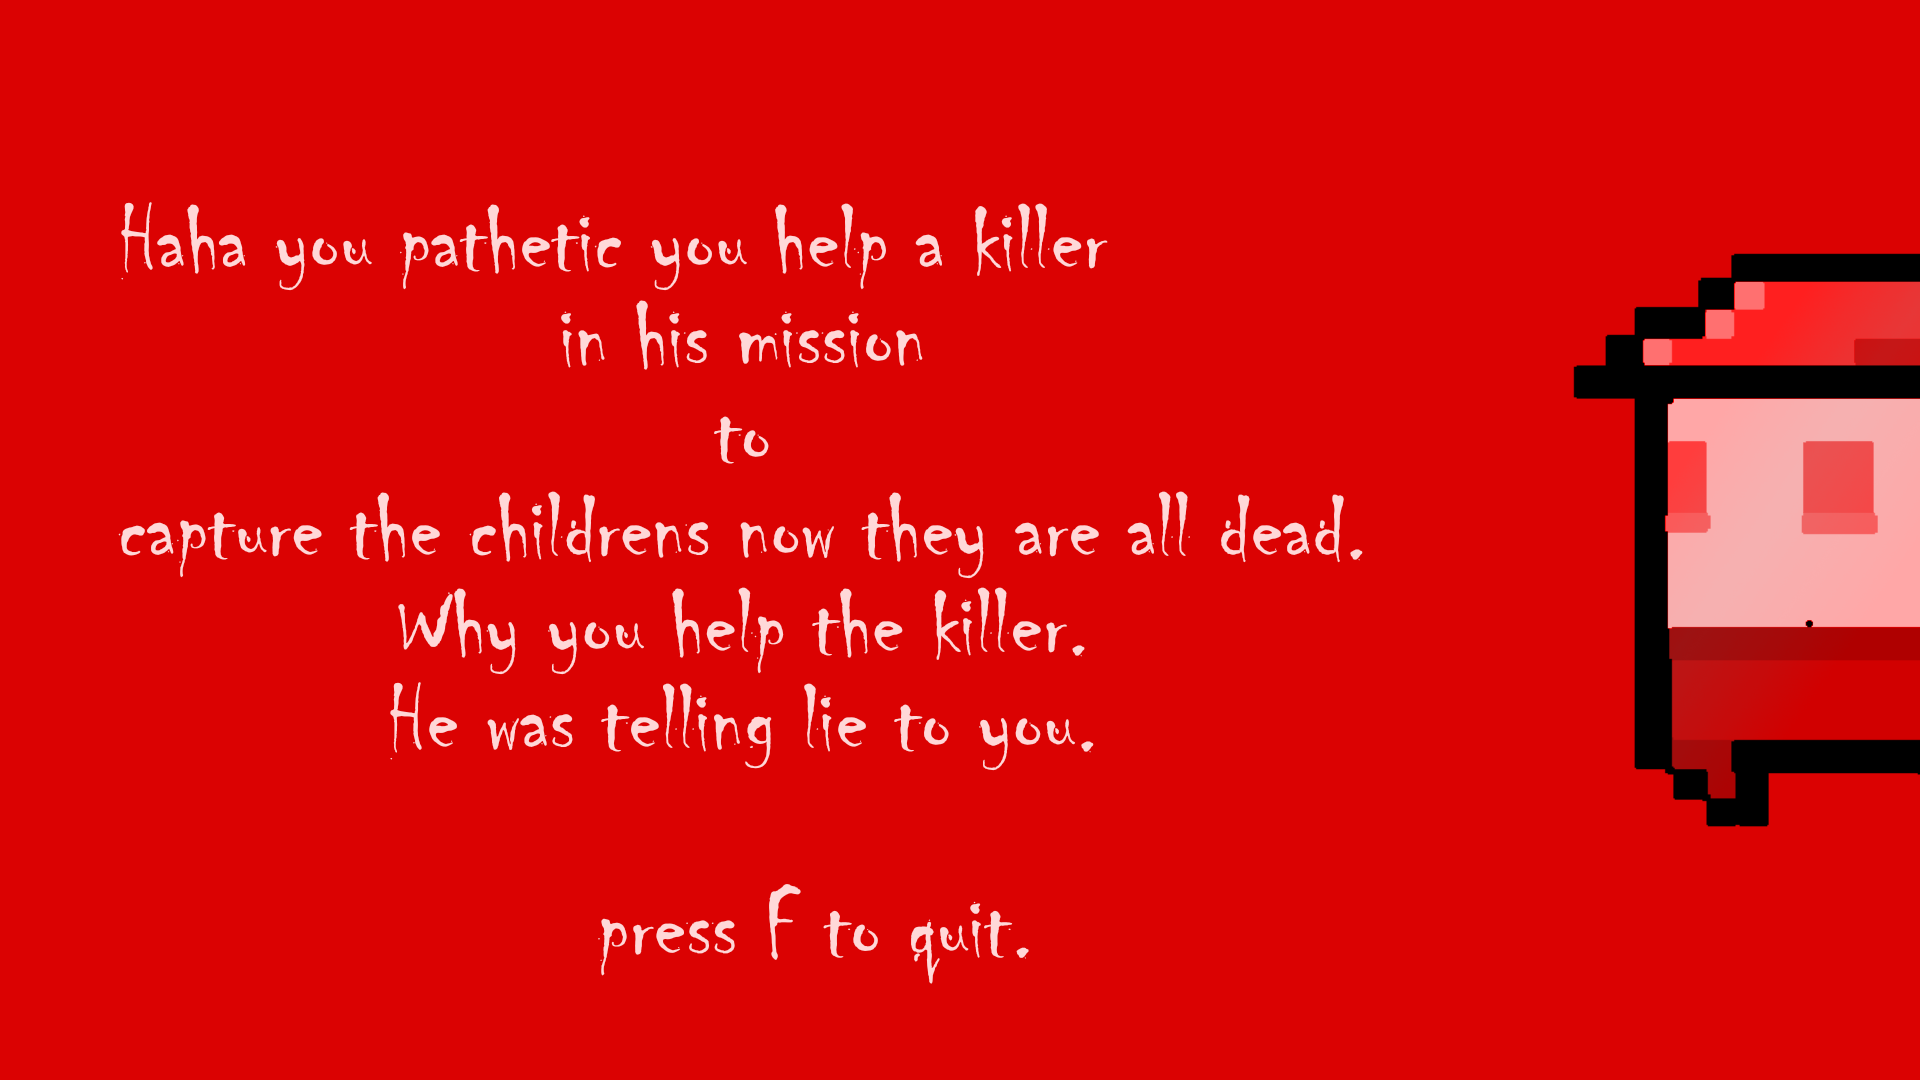 Haha you pathetic you help a killer
in his mission
to
capture the childrens now they are all dead.
Why you help the killer.
He was telling lie to you.
press F to quit.